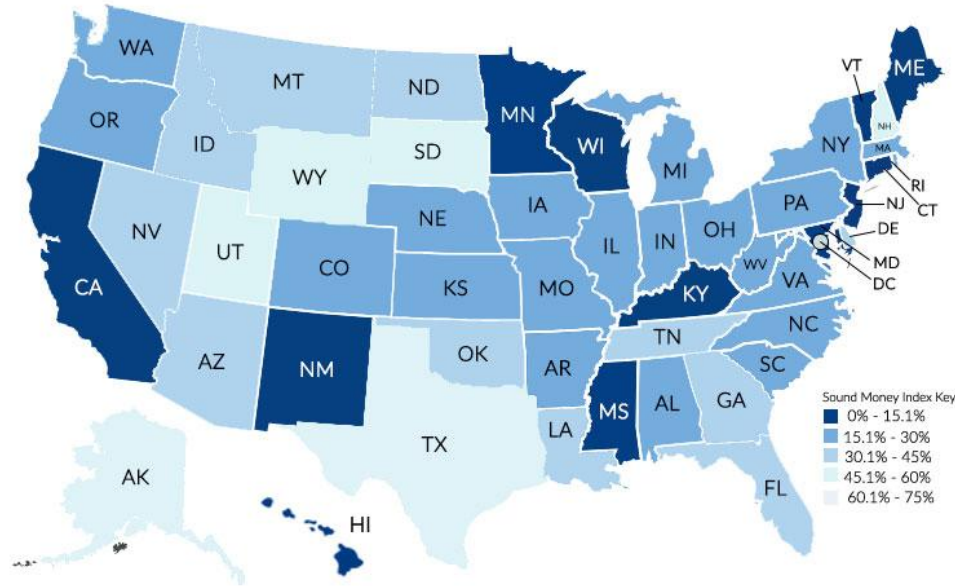 WA
MT
ND
MN
VT
ME
OR
ID
SD
WI
NH
WY
MI
NY
MA
RI
CT
NJ
NV
UT
NE
IA
PA
DE
CO
IL
IN
OH
MD
WV
DC
CA
KS
MO
KY
VA
AZ
NM
OK
AR
TN
NC
SC
MS
AL
GA
LA
TX
FL
AK
HI
Sound Money Index Key
0% - 15.1%
15.1% - 30%
30.1% - 45%
45.1% - 60%
60.1% - 75%